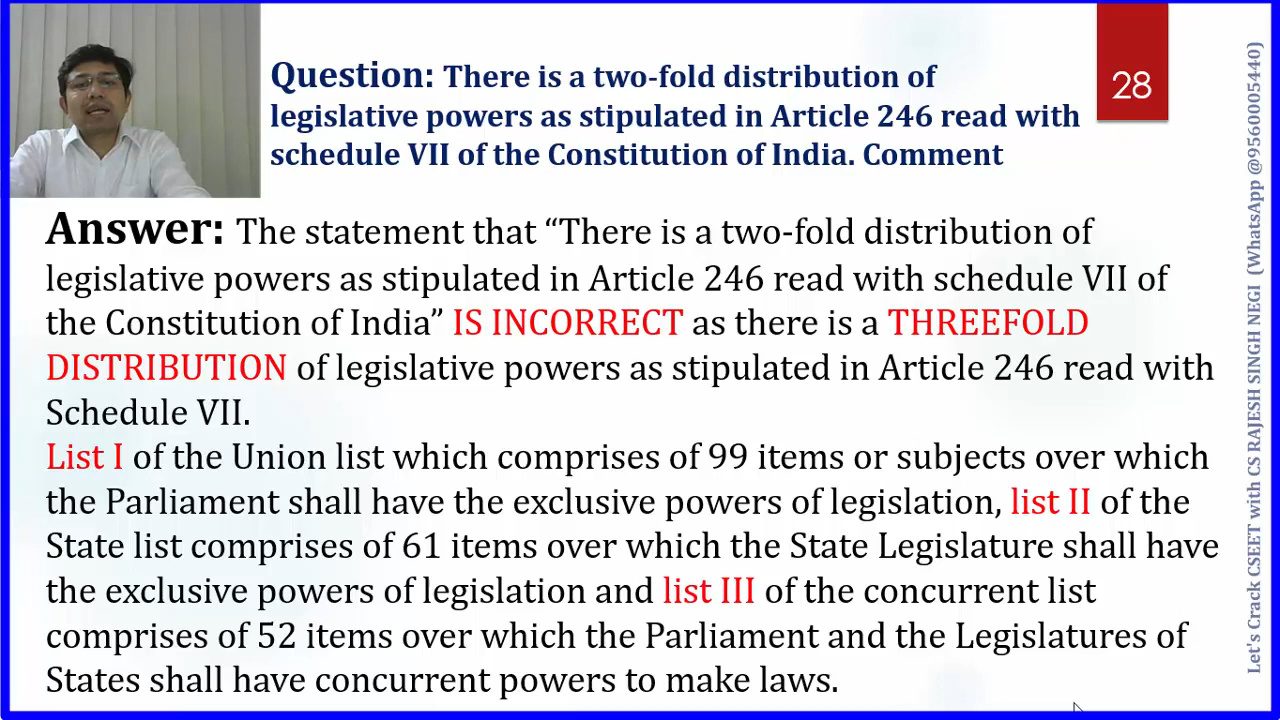 Question: There is a two-fold distribution of
legislative powers as stipulated in Article 246 read with
schedule VII of the Constitution of India. Comment
28
Answer: The statement that “There is a two-fold distribution of
legislative powers as stipulated in Article 246 read with schedule VII of
the Constitution of India” IS INCORRECT as there is a THREEFOLD
DISTRIBUTION of legislative powers as stipulated in Article 246 read with
Schedule VII.
List I of the Union list which comprises of 99 items or subjects over which
the Parliament shall have the exclusive powers of legislation, list II of the
State list comprises of 61 items over which the State Legislature shall have
the exclusive powers of legislation and list III of the concurrent list
comprises of 52 items over which the Parliament and the Legislatures of
States shall have concurrent powers to make laws.
Let's Crack CSEET with CS RAJESH SINGH NEGI (WhatsApp @9560005440)